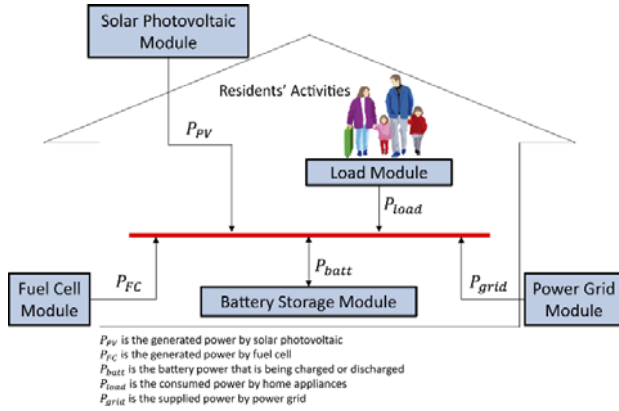 Solar Photovoltaic
Module
Residents' Activities
P_PV
Load Module
P_load
P_batt
P_FC
P_grid
Fuel Cell
Module
Battery Storage Module
Power Grid
Module
P_PV is the generated power by solar photovoltaic
P_FC is the generated power by fuel cell
P_batt is the battery power that is being charged or discharged
P_load is the consumed power by home appliances
P_grid is the supplied power by power grid